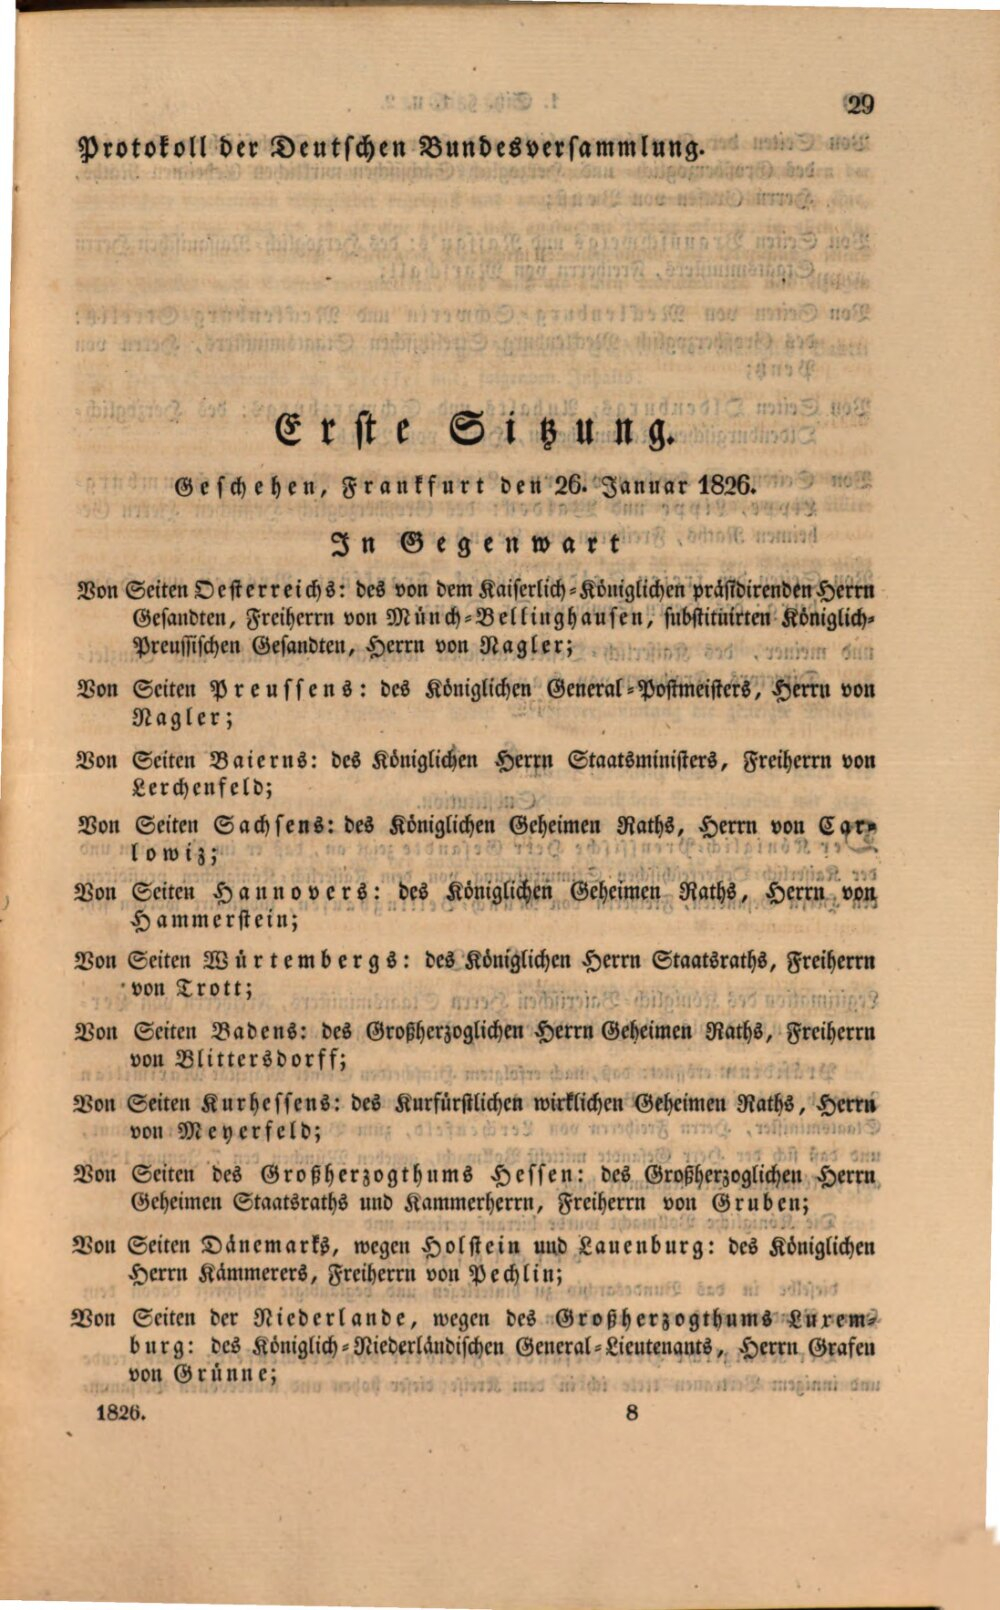 29
Protokoll der Deutschen Bundesversammlung.
Erste Sitzung.
Geschehen, Frankfurt den 26. Januar 1826.
In Gegenwart
Von Seiten Oesterreichs: des von dem Kaiserlich-Königlichen präsidirenden Herrn
Gesandten, Freiherrn von Münch-Bellinghausen, substituirten Königlich-
Preussischen Gesandten, Herrn von Nagler;
Von Seiten Preussens: des Königlichen General-Postmeisters, Herrn von
Nagler;
Von Seiten Baierns: des Königlichen Herrn Staatsministers, Freiherrn von
Lerchenfeld;
Von Seiten Sachsens: des Königlichen Geheimen Raths, Herrn von Car-
lowiz;
Von Seiten Hannovers: des Königlichen Geheimen Raths, Herrn von
Hammerstein;
Von Seiten Würtembergs: des Königlichen Herrn Staatsraths, Freiherrn
von Trott;
Von Seiten Badens: des Großherzoglichen Herrn Geheimen Raths, Freiherrn
von Blittersdorff;
Von Seiten Kurhessens: des Kurfürstlichen wirklichen Geheimen Raths, Herrn
von Meyerfeld;
Von Seiten des Großherzogthums Hessen: des Großherzoglichen Herrn
Geheimen Staatsraths und Kammerherrn, Freiherrn von Gruben;
Von Seiten Dänemarks, wegen Holstein und Lauenburg: des Königlichen
Herrn Kämmerers, Freiherrn von Pechlin;
Von Seiten der Niederlande, wegen des Großherzogthums Luxem-
burg: des Königlich-Niederländischen General-Lieutenants, Herrn Grafen
von Grünne;
1826. 8